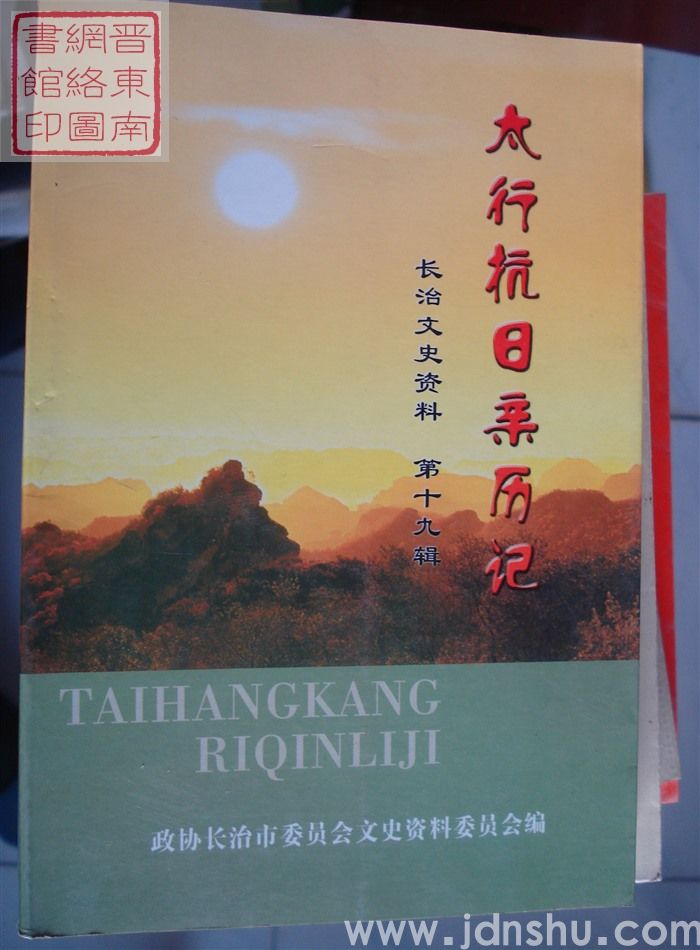 晋東南
網絡圖
書館印
太行抗日亲历记
长治文史资料 第十九辑
TAIHANGKANG
RIQINLIJI
政协长治市委员会文史资料委员会编
www.jdnshu.com